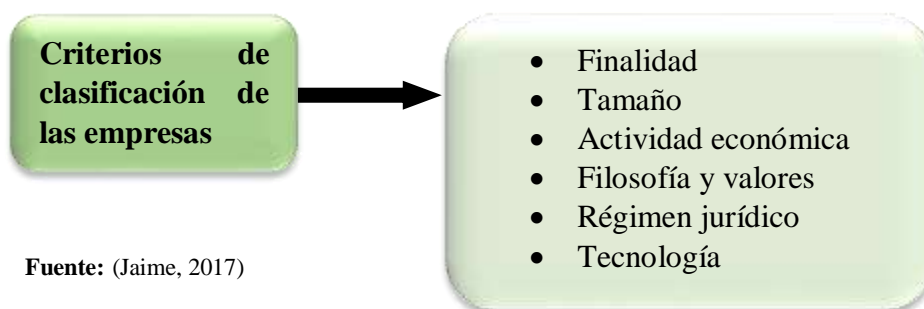 Criterios de
clasificación de
las empresas
• Finalidad
• Tamaño
• Actividad económica
• Filosofía y valores
• Régimen jurídico
• Tecnología
Fuente: (Jaime, 2017)